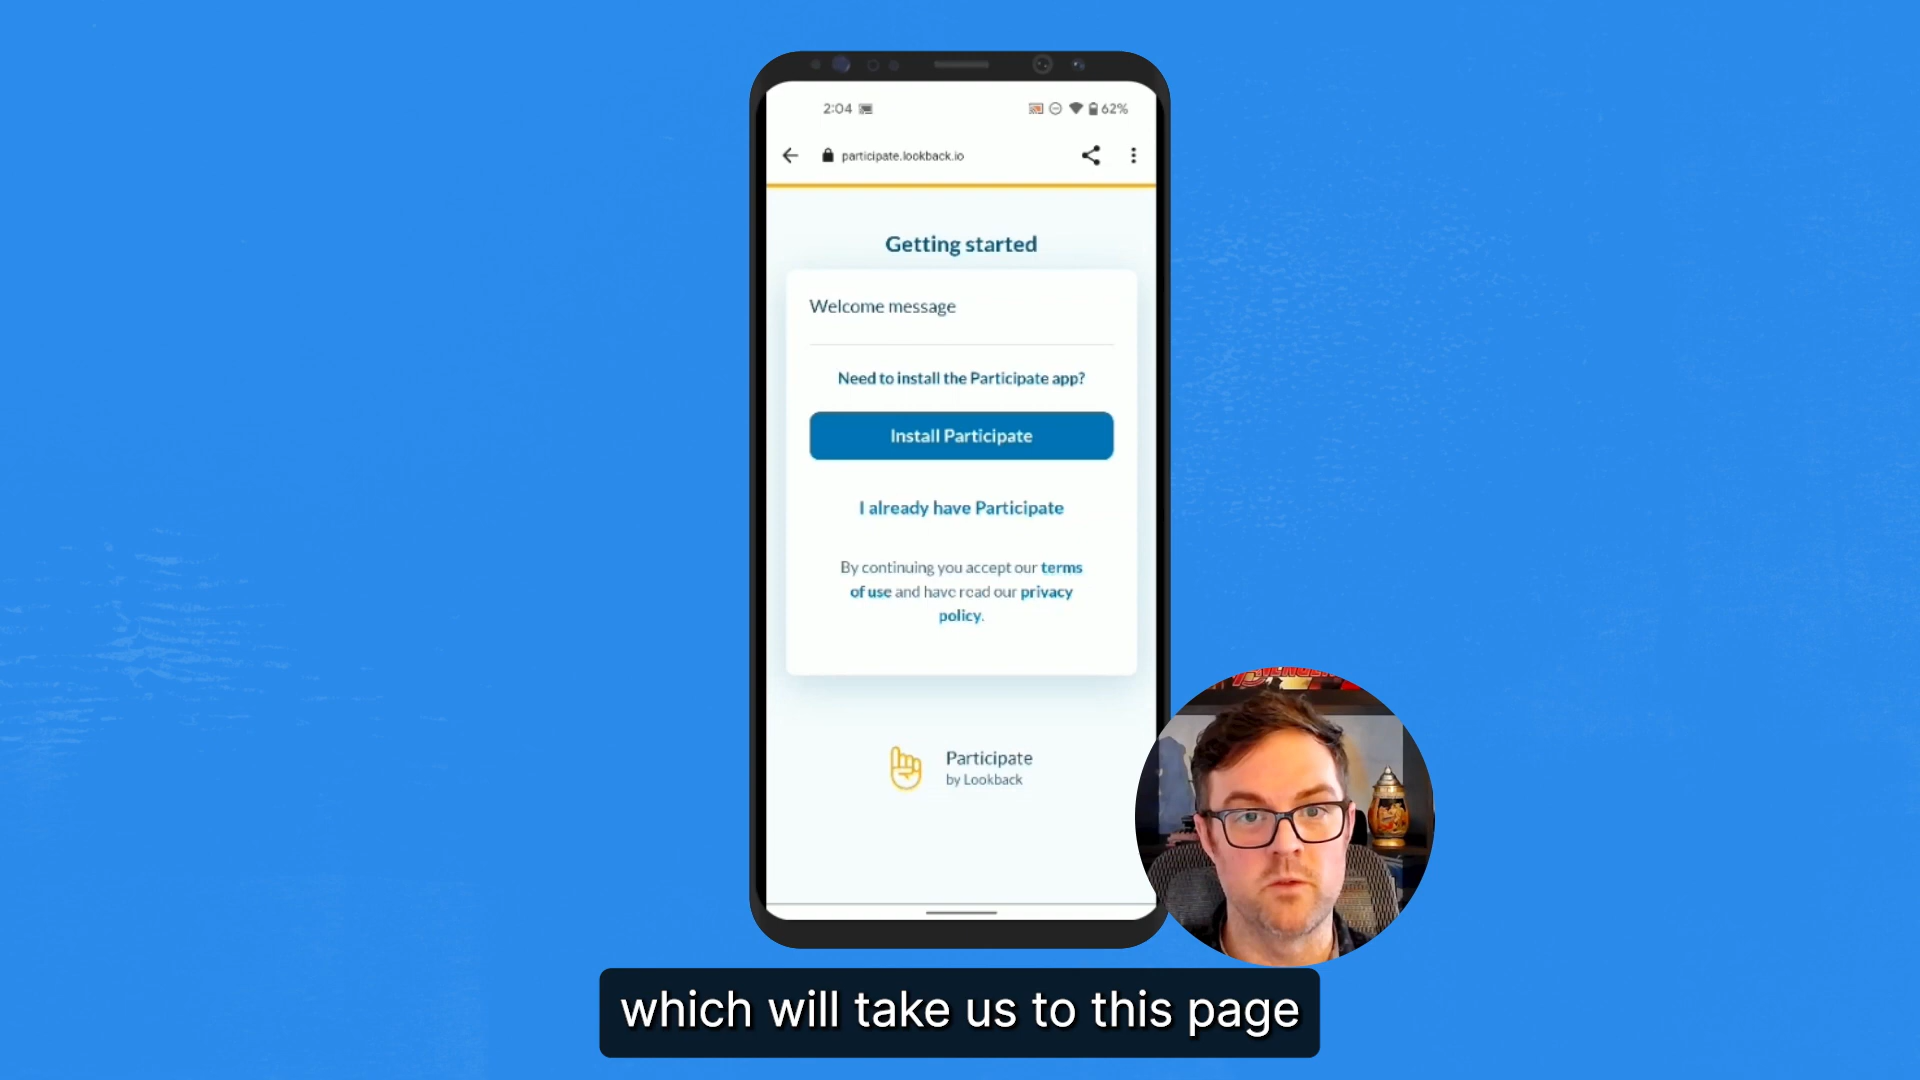 2:04
62%
participate.lookback.io
Getting started
Welcome message
Need to install the Participate app?
Install Participate
I already have Participate
By continuing you accept our terms
of use and have read our privacy
policy.
Participate
by Lookback
which will take us to this page